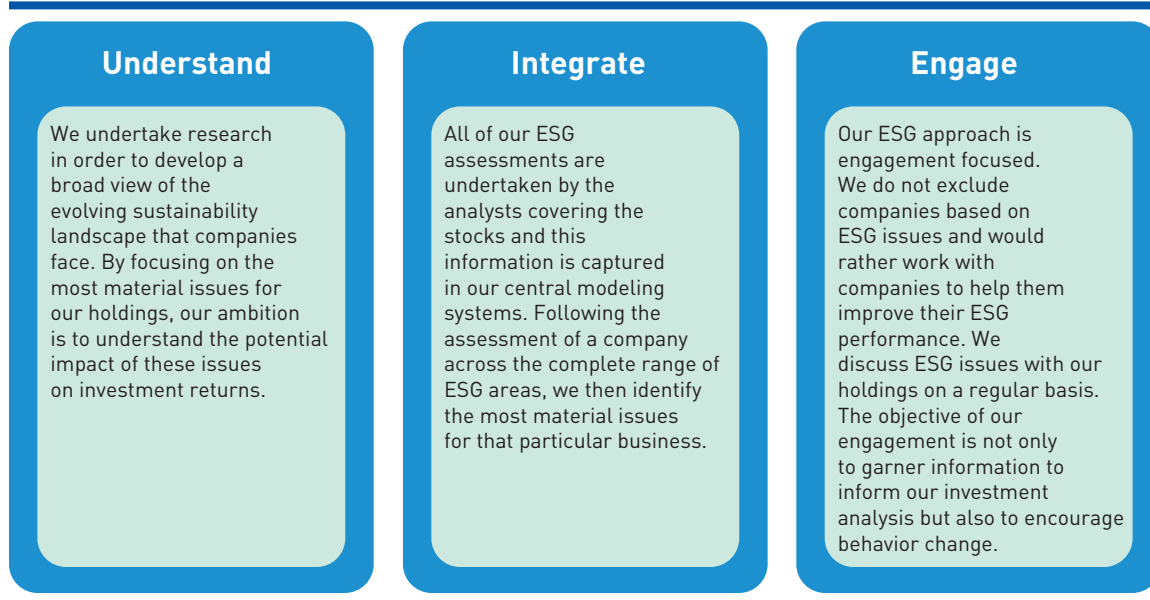 Understand
We undertake research
in order to develop a
broad view of the
evolving sustainability
landscape that companies
face. By focusing on the
most material issues for
our holdings, our ambition
is to understand the potential
impact of these issues
on investment returns.
Integrate
All of our ESG
assessments are
undertaken by the
analysts covering the
stocks and this
information is captured
in our central modeling
systems. Following the
assessment of a company
across the complete range of
ESG areas, we then identify
the most material issues
for that particular business.
Engage
Our ESG approach is
engagement focused.
We do not exclude
companies based on
ESG issues and would
rather work with
companies to help them
improve their ESG
performance. We
discuss ESG issues with our
holdings on a regular basis.
The objective of our
engagement is not only
to garner information to
inform our investment
analysis but also to encourage
behavior change.